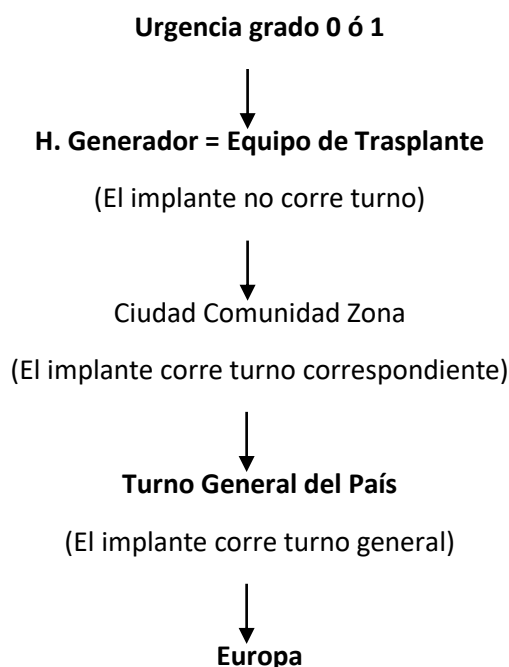 Urgencia grado 0 ó 1
H. Generador = Equipo de Trasplante
(El implante no corre turno)
Ciudad Comunidad Zona
(El implante corre turno correspondiente)
Turno General del País
(El implante corre turno general)
Europa